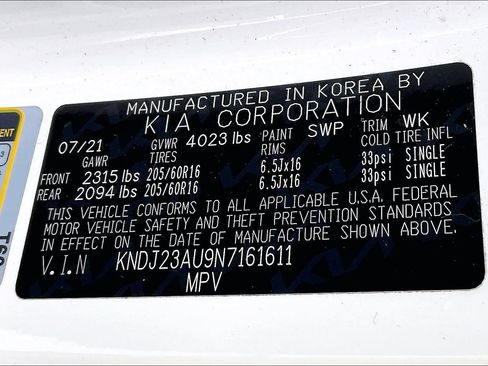 MANUFACTURED IN KOREA BY
KIA CORPORATION
07/21 GVWR 4023 lbs PAINT SWP TRIM WK
GAWR TIRES RIMS COLD TIRE INFL
FRONT 2315 lbs 205/60R16 6.5Jx16 33psi SINGLE
REAR 2094 lbs 205/60R16 6.5Jx16 33psi SINGLE
THIS VEHICLE CONFORMS TO ALL APPLICABLE U.S.A. FEDERAL
MOTOR VEHICLE SAFETY AND THEFT PREVENTION STANDARDS
IN EFFECT ON THE DATE OF MANUFACTURE SHOWN ABOVE.
V.I.N KNDJ23AU9N7161611
MPV